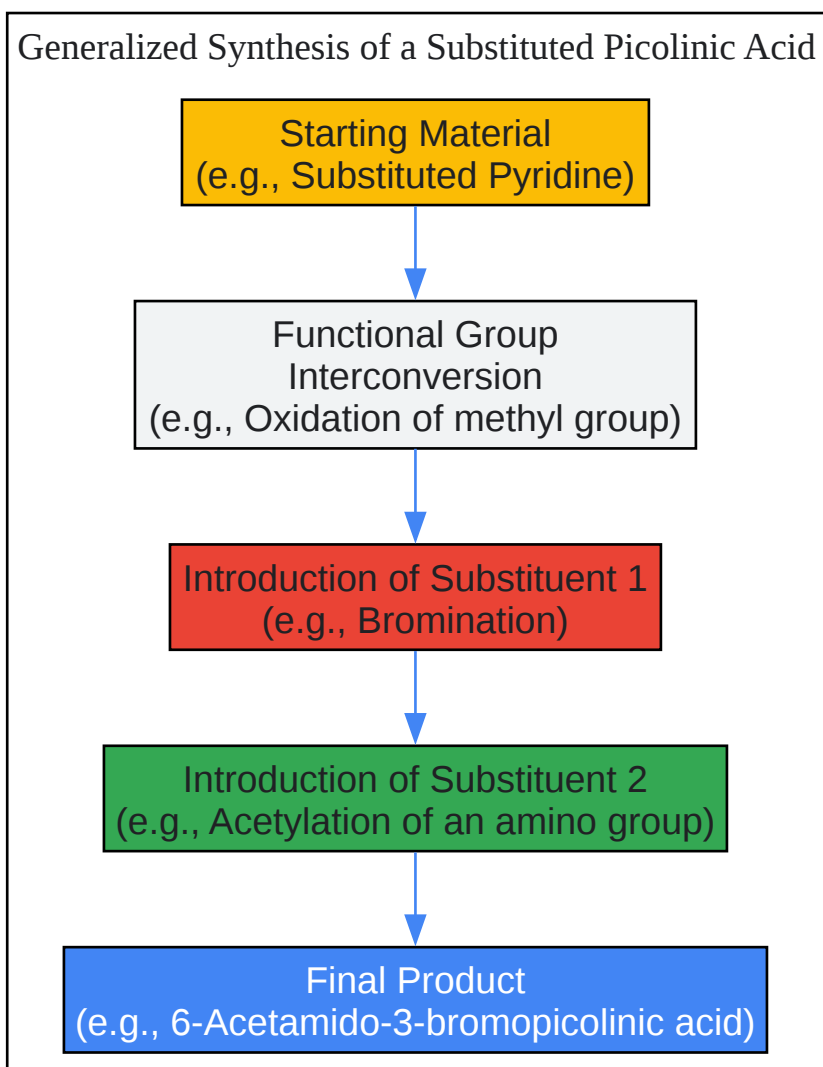 Generalized Synthesis of a Substituted Picolinic Acid
Starting Material
(e.g., Substituted Pyridine)
Functional Group
Interconversion
(e.g., Oxidation of methyl group)
Introduction of Substituent 1
(e.g., Bromination)
Introduction of Substituent 2
(e.g., Acetylation of an amino group)
Final Product
(e.g., 6-Acetamido-3-bromopicolinic acid)